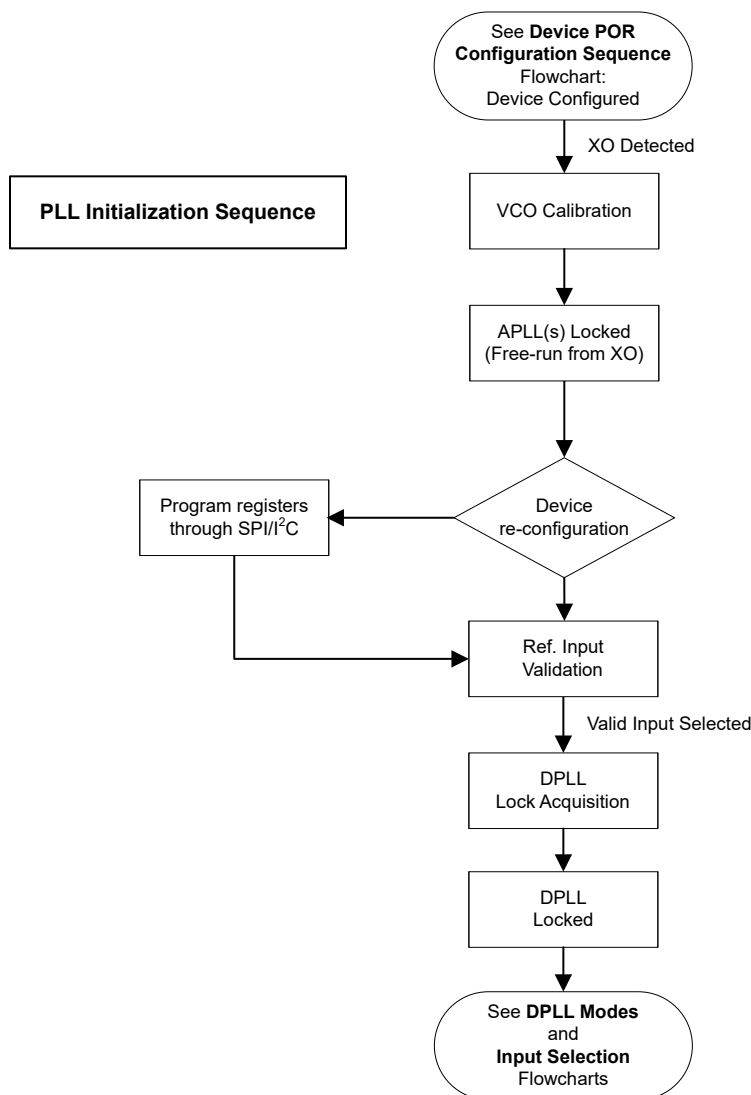 See Device POR
Configuration Sequence
Flowchart:
Device Configured
XO Detected
PLL Initialization Sequence
VCO Calibration
APLL(s) Locked
(Free-run from XO)
Program registers
through SPI/I²C
Device
re-configuration
Ref. Input
Validation
Valid Input Selected
DPLL
Lock Acquisition
DPLL
Locked
See DPLL Modes
and
Input Selection
Flowcharts